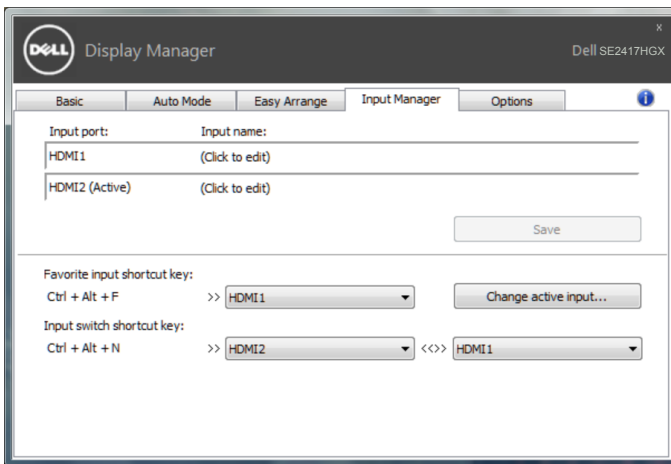 x
DELL Display Manager Dell SE2417HGX
Basic Auto Mode Easy Arrange Input Manager Options i
Input port: Input name:
HDMI1 (Click to edit)
HDMI2 (Active) (Click to edit)
Save
Favorite input shortcut key:
Ctrl + Alt + F >> HDMI1 Change active input...
Input switch shortcut key:
Ctrl + Alt + N >> HDMI2 <<>> HDMI1